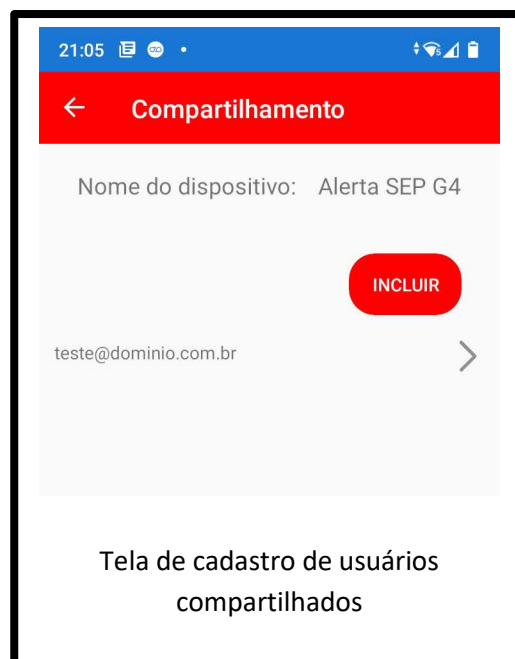 21:05
Compartilhamento
Nome do dispositivo: Alerta SEP G4
INCLUIR
teste@dominio.com.br
Tela de cadastro de usuários
compartilhados